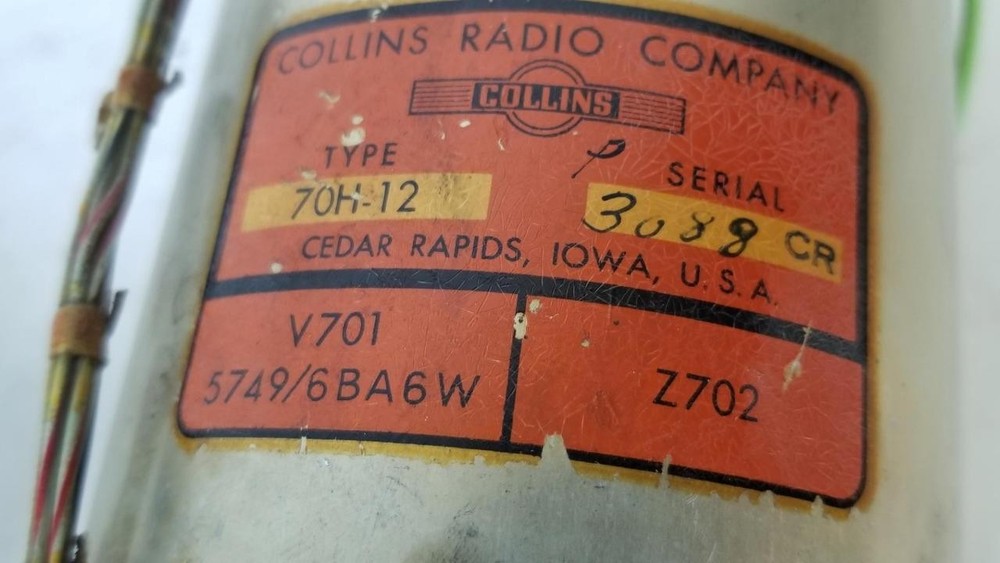 COLLINS RADIO COMPANY
COLLINS
P
TYPE SERIAL
70H-12 3088 CR
CEDAR RAPIDS, IOWA, U.S.A.
V701
5749/6BA6W
Z702